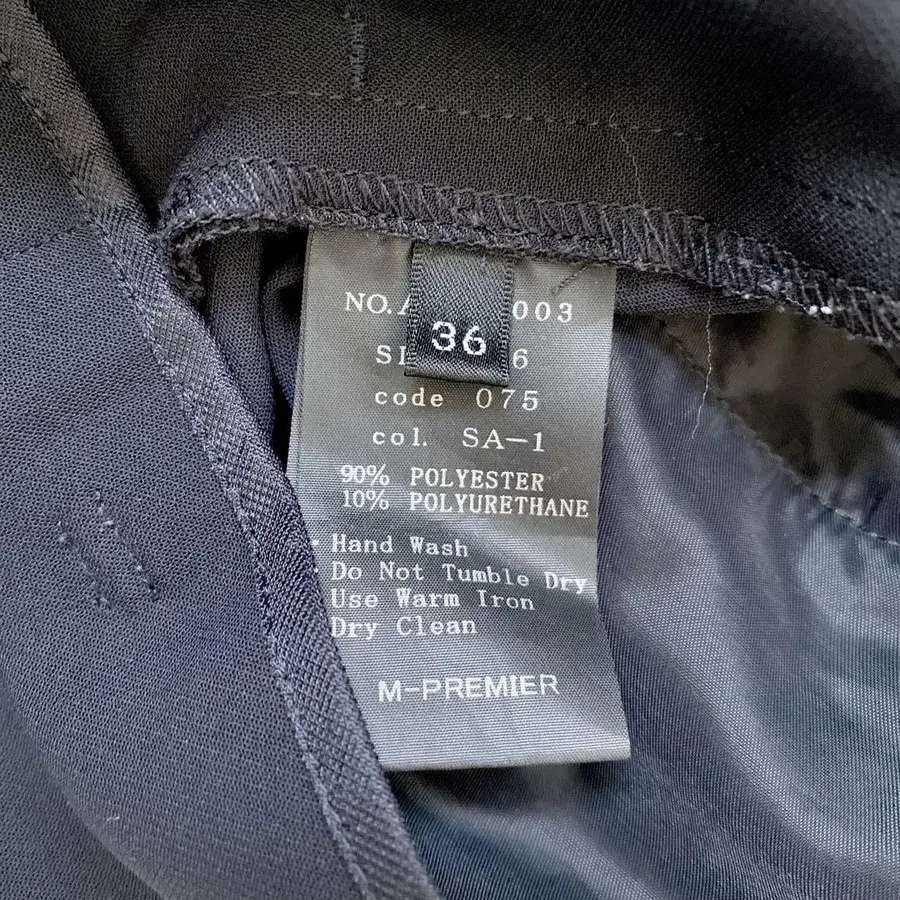 NO. 003
36
6
code 075
col. SA-1
90% POLYESTER
10% POLYURETHANE
Hand Wash
Do Not Tumble Dry
Use Warm Iron
Dry Clean
M-PREMIER